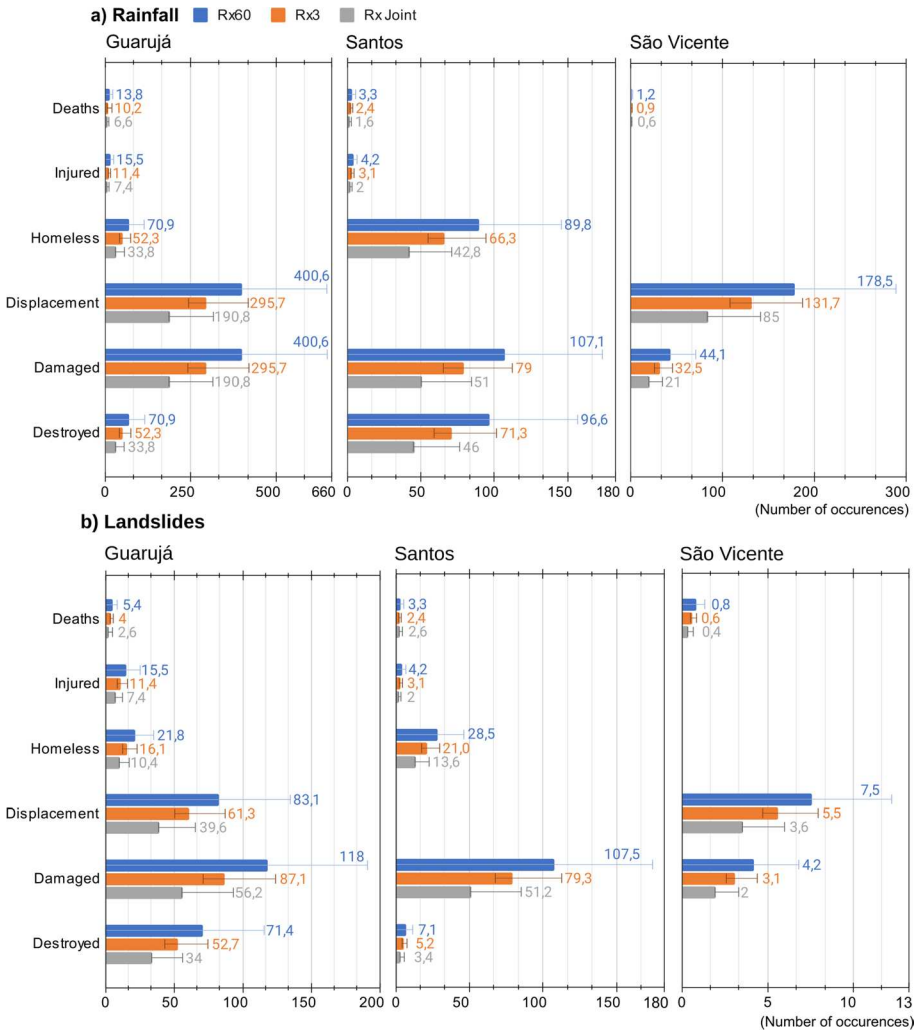 a) Rainfall Rx60 Rx3 Rx Joint
Guarujá Santos São Vicente
Deaths
13,8 3,3 1,2
10,2 2,4 0,9
6,6 1,6 0,6
Injured
15,5 4,2
11,4 3,1
7,4 2
Homeless
70,9 89,8
52,3 66,3
33,8 42,8
Displacement
400,6 178,5
295,7 131,7
190,8 85
Damaged
400,6 107,1 44,1
295,7 79 32,5
190,8 51 21
Destroyed
70,9 96,6
52,3 71,3
33,8 46
0 250 500 660 0 50 100 150 180 0 100 200 300
(Number of occurences)
b) Landslides
Guarujá Santos São Vicente
Deaths
5,4 3,3 0,8
4 2,4 0,6
2,6 2,6 0,4
Injured
15,5 4,2
11,4 3,1
7,4 2
Homeless
21,8 28,5
16,1 21,0
10,4 13,6
Displacement
83,1 7,5
61,3 5,5
39,6 3,6
Damaged
118 107,5 4,2
87,1 79,3 3,1
56,2 51,2 2
Destroyed
71,4 7,1
52,7 5,2
34 3,4
0 50 100 150 200 0 50 100 150 180 0 5 10 13
(Number of occurences)